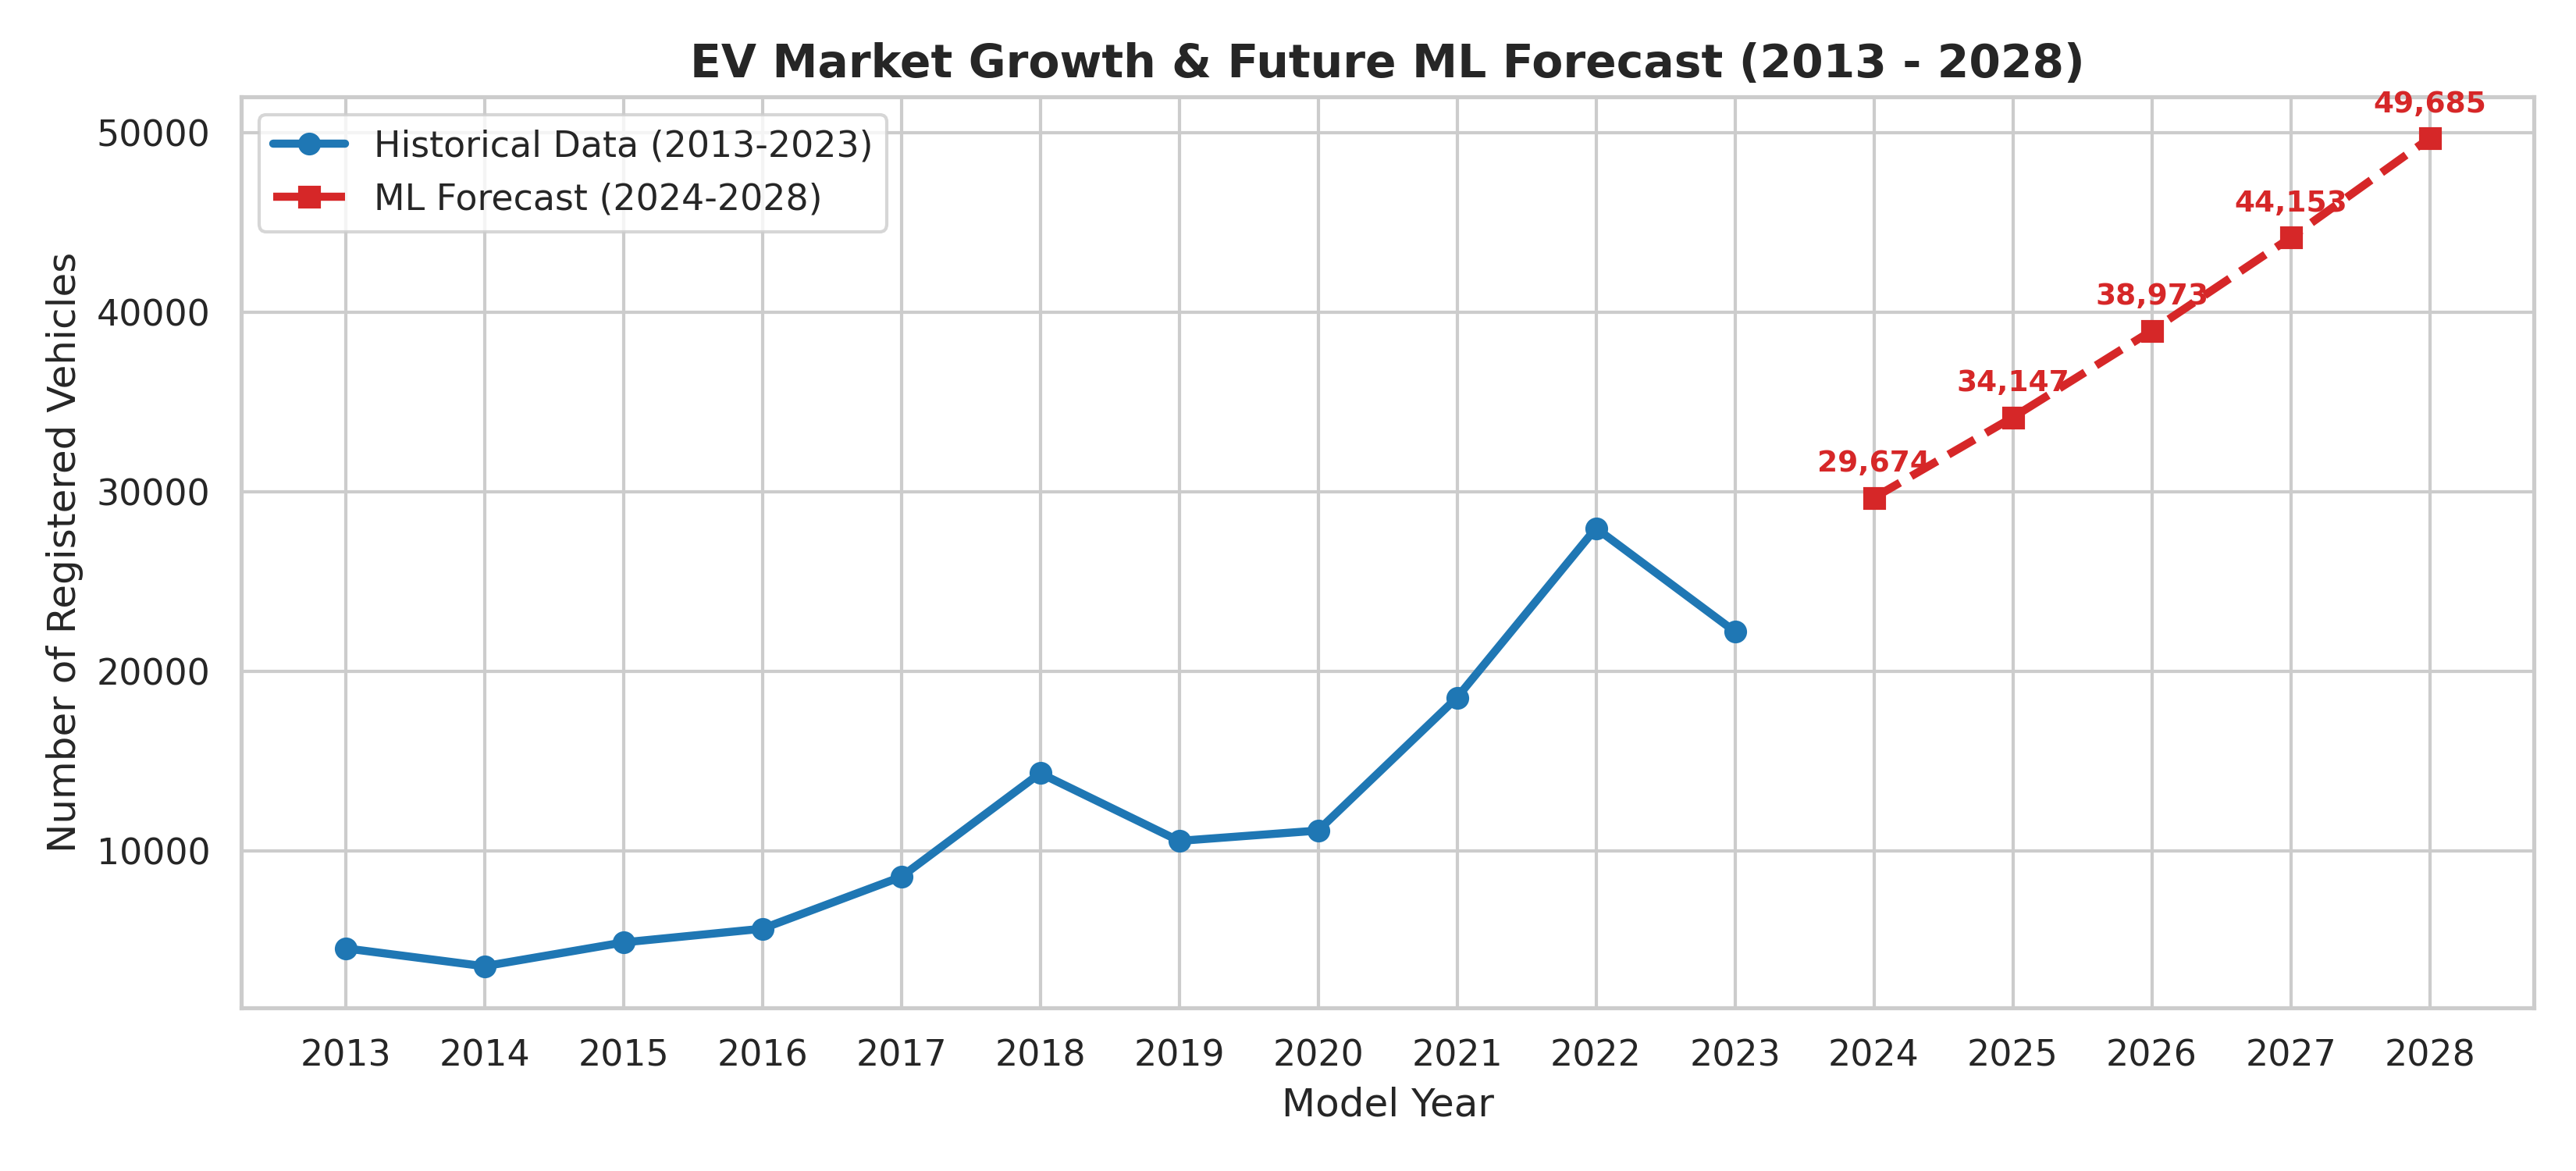 EV Market Growth & Future ML Forecast (2013 - 2028)
Historical Data (2013-2023)
ML Forecast (2024-2028)
Number of Registered Vehicles
50000
40000
30000
20000
10000
29,674
34,147
38,973
44,153
49,685
2013 2014 2015 2016 2017 2018 2019 2020 2021 2022 2023 2024 2025 2026 2027 2028
Model Year